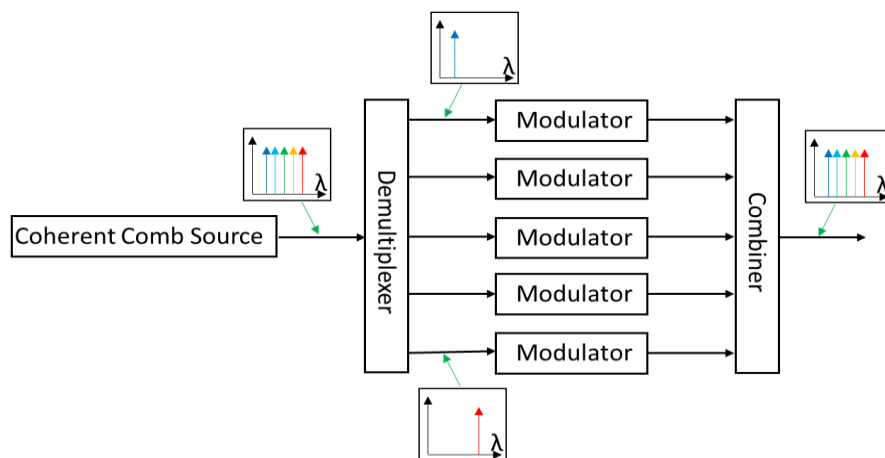 λ
λ
λ
Coherent Comb Source
Demultiplexer
Modulator
Modulator
Modulator
Modulator
Modulator
Combiner
λ